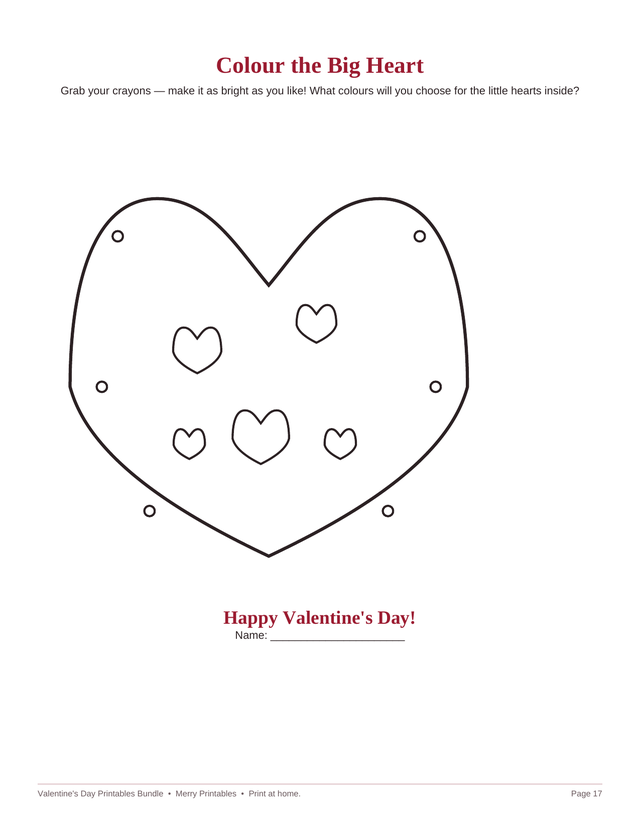 Colour the Big Heart
Grab your crayons — make it as bright as you like! What colours will you choose for the little hearts inside?
Happy Valentine's Day!
Name: ______________________
Valentine's Day Printables Bundle • Merry Printables • Print at home.
Page 17